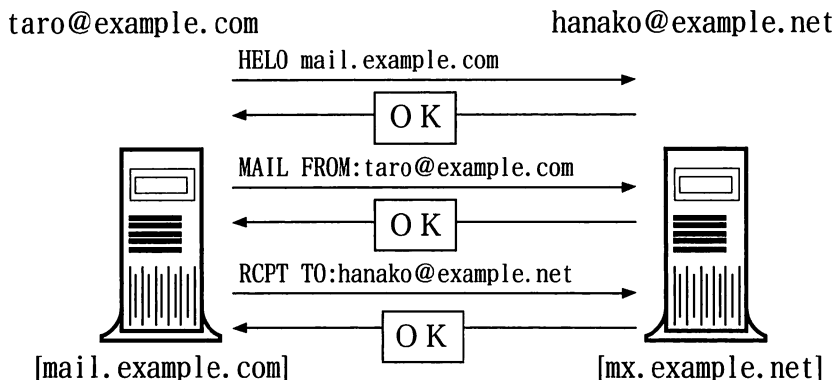 taro@example.com
hanako@example.net
HELO mail.example.com
OK
MAIL FROM:taro@example.com
OK
RCPT TO:hanako@example.net
OK
[mail.example.com]
[mx.example.net]